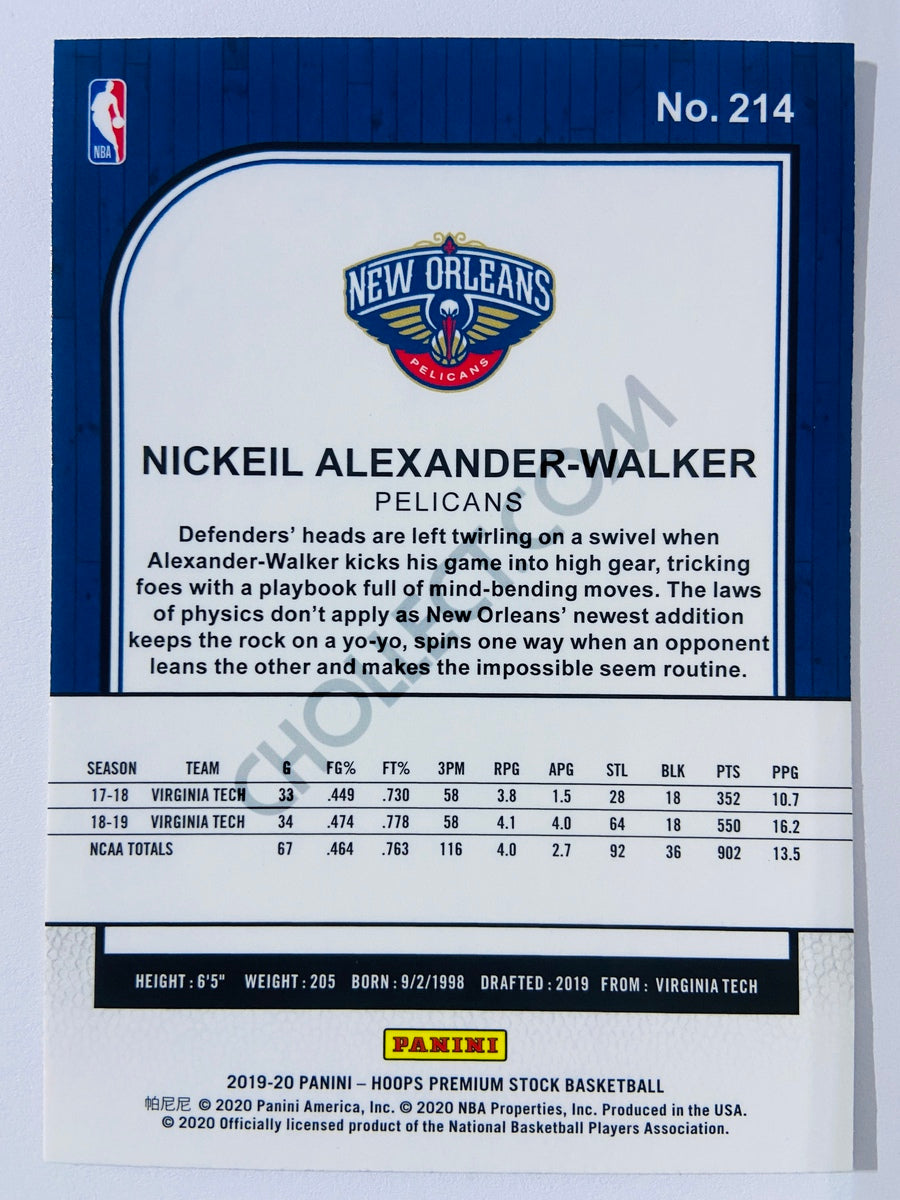 No. 214
NBA
NEW ORLEANS
PELICANS
NICKEIL ALEXANDER-WALKER
PELICANS
Defenders' heads are left twirling on a swivel when
Alexander-Walker kicks his game into high gear, tricking
foes with a playbook full of mind-bending moves. The laws
of physics don't apply as New Orleans' newest addition
keeps the rock on a yo-yo, spins one way when an opponent
leans the other and makes the impossible seem routine.
CHOLLECT.COM
SEASON TEAM G FG% FT% 3PM RPG APG STL BLK PTS PPG
17-18 VIRGINIA TECH 33 .449 .730 58 3.8 1.5 28 18 352 10.7
18-19 VIRGINIA TECH 34 .474 .778 58 4.1 4.0 64 18 550 16.2
NCAA TOTALS 67 .464 .763 116 4.0 2.7 92 36 902 13.5
HEIGHT : 6'5" WEIGHT : 205 BORN : 9/2/1998 DRAFTED : 2019 FROM : VIRGINIA TECH
PANINI
2019-20 PANINI – HOOPS PREMIUM STOCK BASKETBALL
帕尼尼 © 2020 Panini America, Inc. © 2020 NBA Properties, Inc. Produced in the USA.
© 2020 Officially licensed product of the National Basketball Players Association.